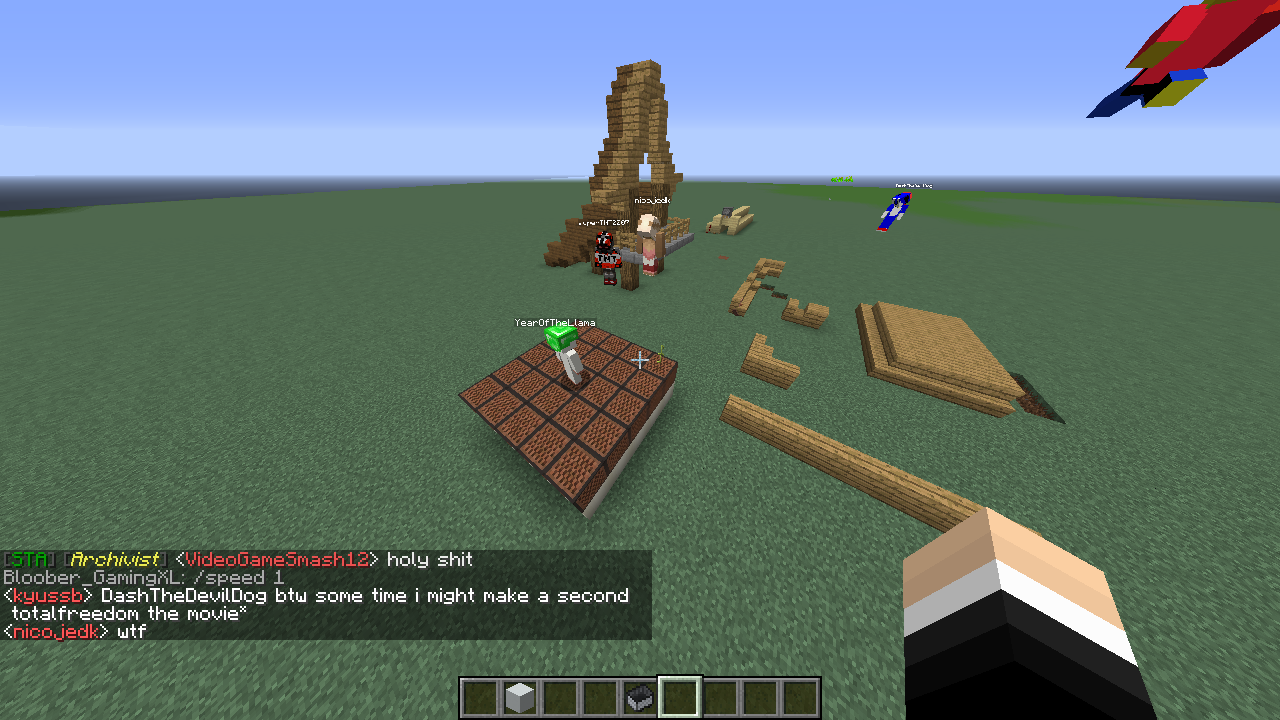 nicojedk
YearOfTheLlama
TNT
[STA] [Archivist] <VideoGameSmash12> holy shit
Bloober_GamingXL: /speed 1
<kyussb> DashTheDevilDog btw some time i might make a second
totalfreedom the movie*
<nicojedk> wtf